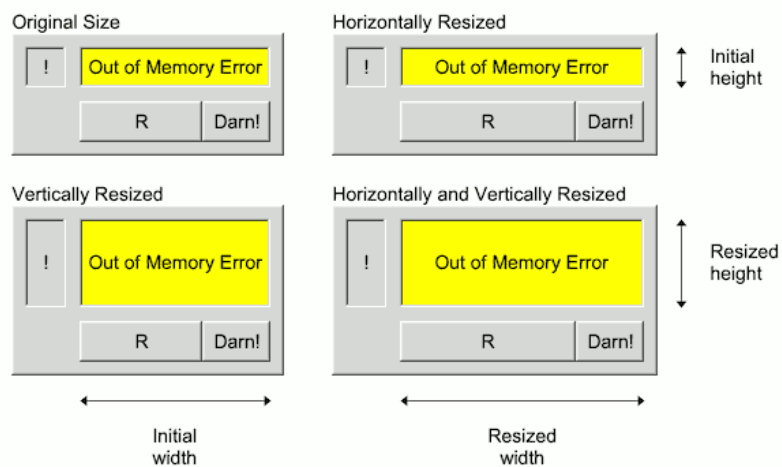 Original Size
Horizontally Resized
! Out of Memory Error
R Darn!
! Out of Memory Error
R Darn!
Initial
height
Vertically Resized
Horizontally and Vertically Resized
! Out of Memory Error
R Darn!
! Out of Memory Error
R Darn!
Resized
height
Initial
width
Resized
width